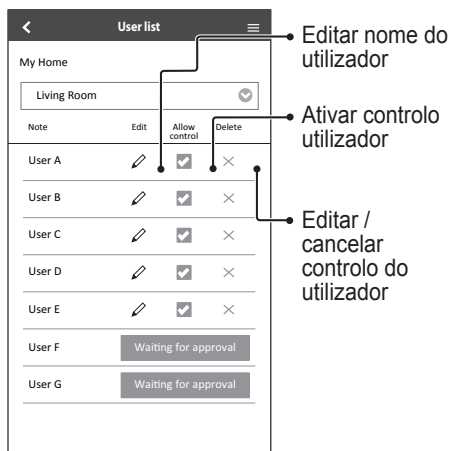 User list
My Home
Living Room
Note Edit Allow control Delete
User A
User B
User C
User D
User E
User F Waiting for approval
User G Waiting for approval
Editar nome do
utilizador
Ativar controlo
utilizador
Editar /
cancelar
controlo do
utilizador